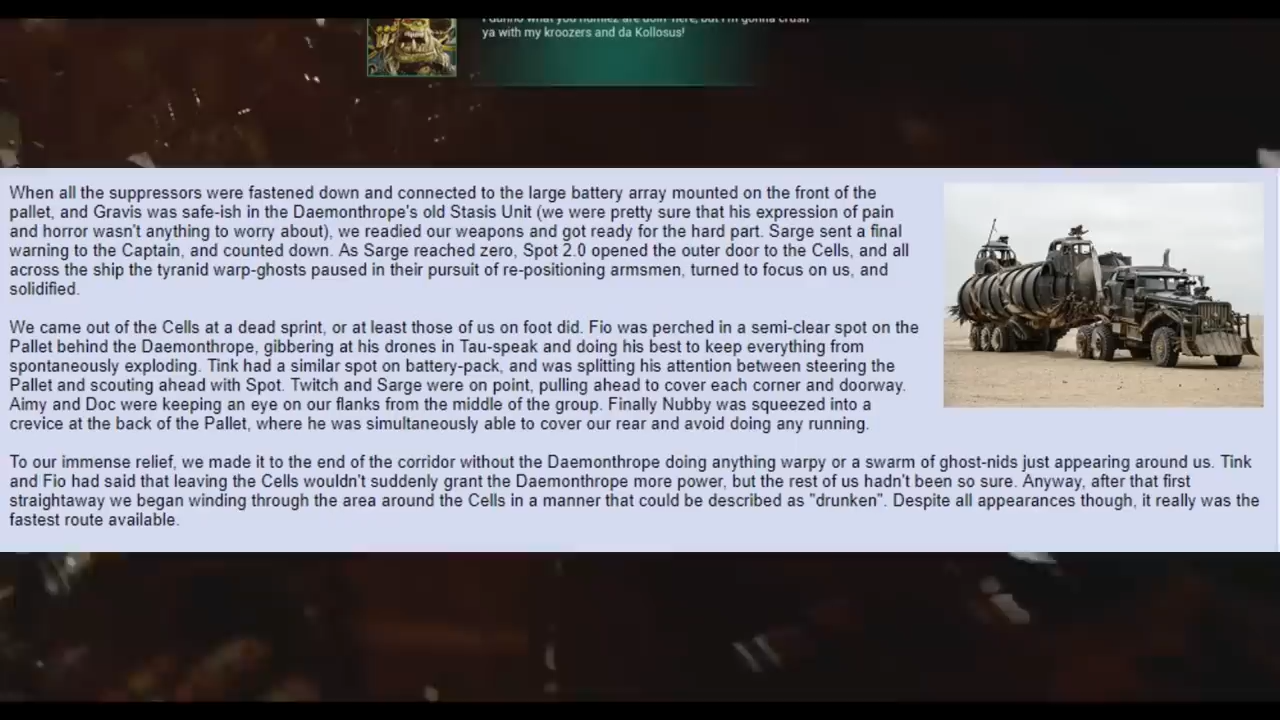 I dunno what you humiez are doin' here, but I'm gonna crush
ya with my kroozers and da Kollosus!
When all the suppressors were fastened down and connected to the large battery array mounted on the front of the
pallet, and Gravis was safe-ish in the Daemonthrope's old Stasis Unit (we were pretty sure that his expression of pain
and horror wasn't anything to worry about), we readied our weapons and got ready for the hard part. Sarge sent a final
warning to the Captain, and counted down. As Sarge reached zero, Spot 2.0 opened the outer door to the Cells, and all
across the ship the tyranid warp-ghosts paused in their pursuit of re-positioning armsmen, turned to focus on us, and
solidified.
We came out of the Cells at a dead sprint, or at least those of us on foot did. Fio was perched in a semi-clear spot on the
Pallet behind the Daemonthrope, gibbering at his drones in Tau-speak and doing his best to keep everything from
spontaneously exploding. Tink had a similar spot on battery-pack, and was splitting his attention between steering the
Pallet and scouting ahead with Spot. Twitch and Sarge were on point, pulling ahead to cover each corner and doorway.
Aimy and Doc were keeping an eye on our flanks from the middle of the group. Finally Nubby was squeezed into a
crevice at the back of the Pallet, where he was simultaneously able to cover our rear and avoid doing any running.
To our immense relief, we made it to the end of the corridor without the Daemonthrope doing anything warpy or a swarm of ghost-nids just appearing around us. Tink
and Fio had said that leaving the Cells wouldn't suddenly grant the Daemonthrope more power, but the rest of us hadn't been so sure. Anyway, after that first
straightaway we began winding through the area around the Cells in a manner that could be described as "drunken". Despite all appearances though, it really was the
fastest route available.